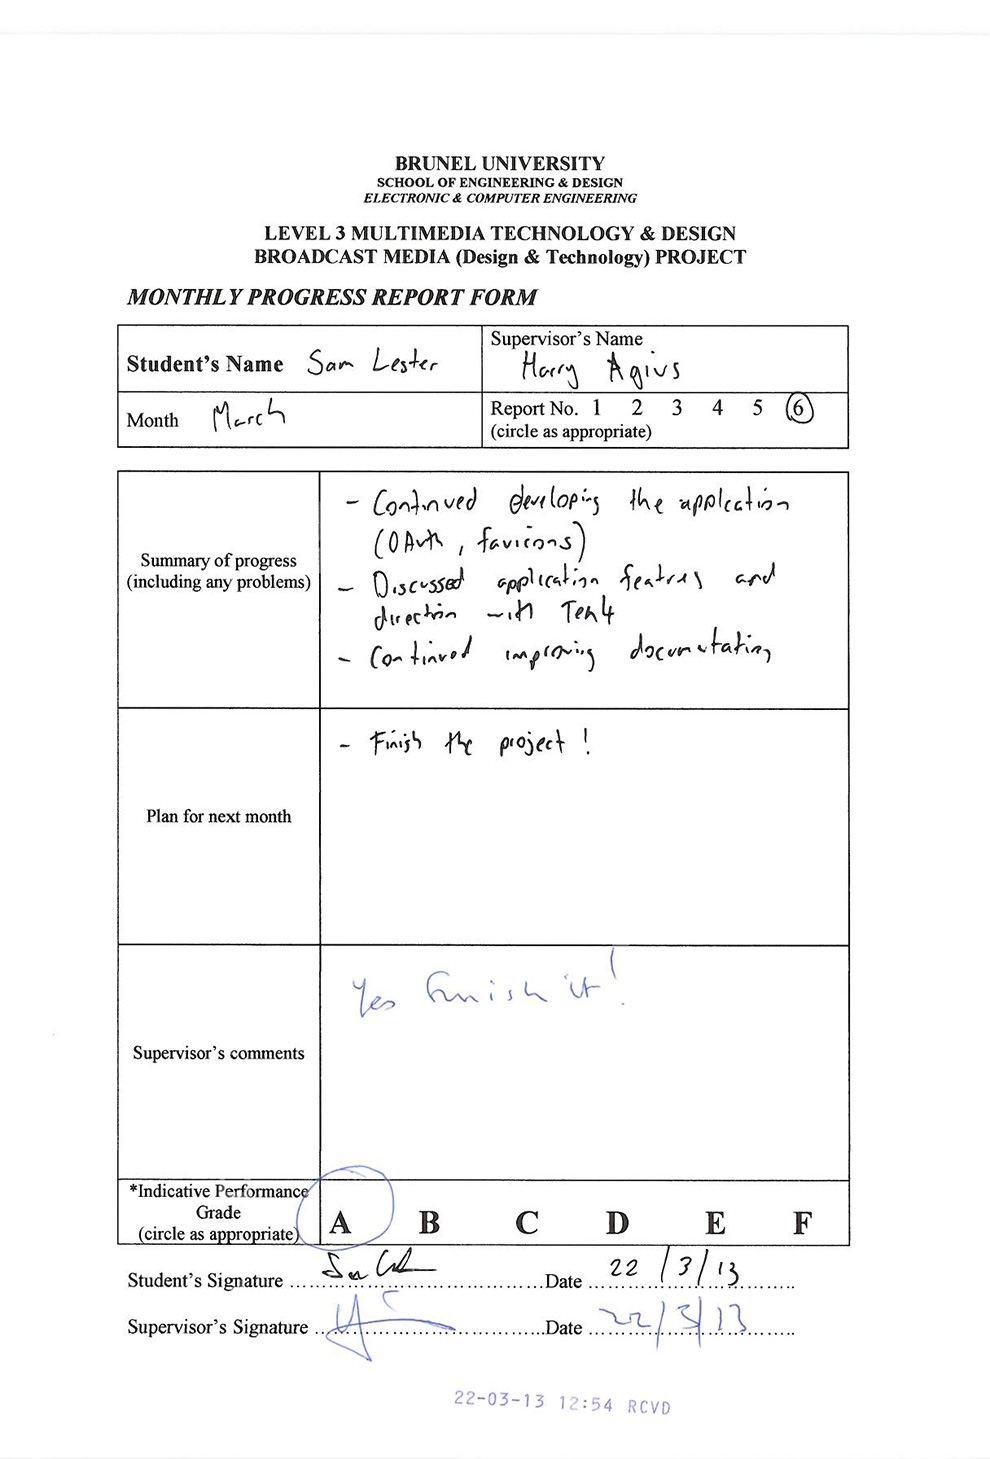 BRUNEL UNIVERSITY
SCHOOL OF ENGINEERING & DESIGN
ELECTRONIC & COMPUTER ENGINEERING
LEVEL 3 MULTIMEDIA TECHNOLOGY & DESIGN
BROADCAST MEDIA (Design & Technology) PROJECT
MONTHLY PROGRESS REPORT FORM
Student's Name Sam Lester
Supervisor's Name
Harry Agius
Month March
Report No. 1 2 3 4 5 6
(circle as appropriate)
Summary of progress
(including any problems)
- Continued developing the application
(OAuth, favicons)
- Discussed application features and
direction with Ten4
- Continued improving documentation
Plan for next month
- Finish the project!
Supervisor's comments
Yes finish it!
*Indicative Performance
Grade
(circle as appropriate)
A B C D E F
Student's Signature Date 22/3/13
Supervisor's Signature Date 22/3/13
22-03-13 12:54 RCVD